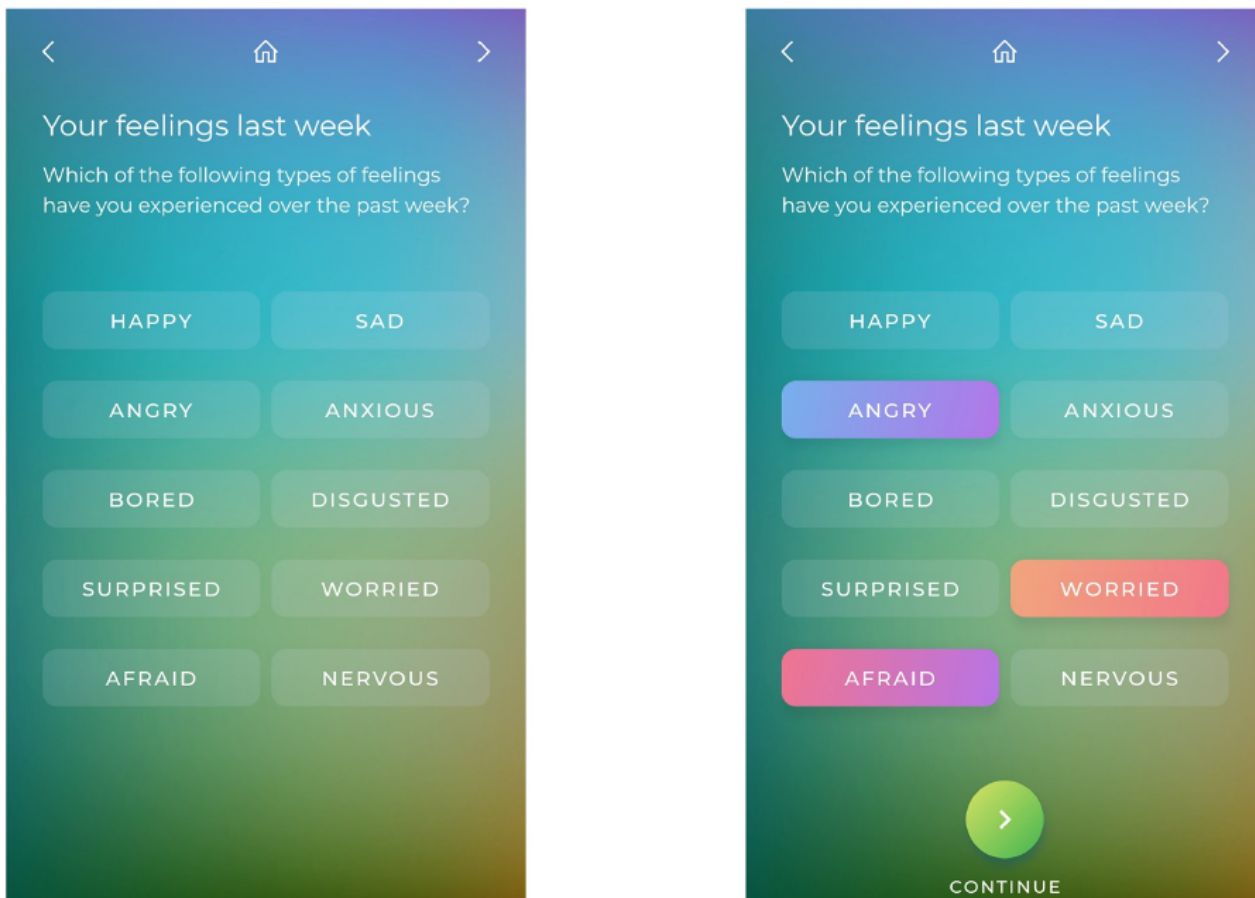 Your feelings last week
Which of the following types of feelings
have you experienced over the past week?
HAPPY SAD
ANGRY ANXIOUS
BORED DISGUSTED
SURPRISED WORRIED
AFRAID NERVOUS
Your feelings last week
Which of the following types of feelings
have you experienced over the past week?
HAPPY SAD
ANGRY ANXIOUS
BORED DISGUSTED
SURPRISED WORRIED
AFRAID NERVOUS
CONTINUE